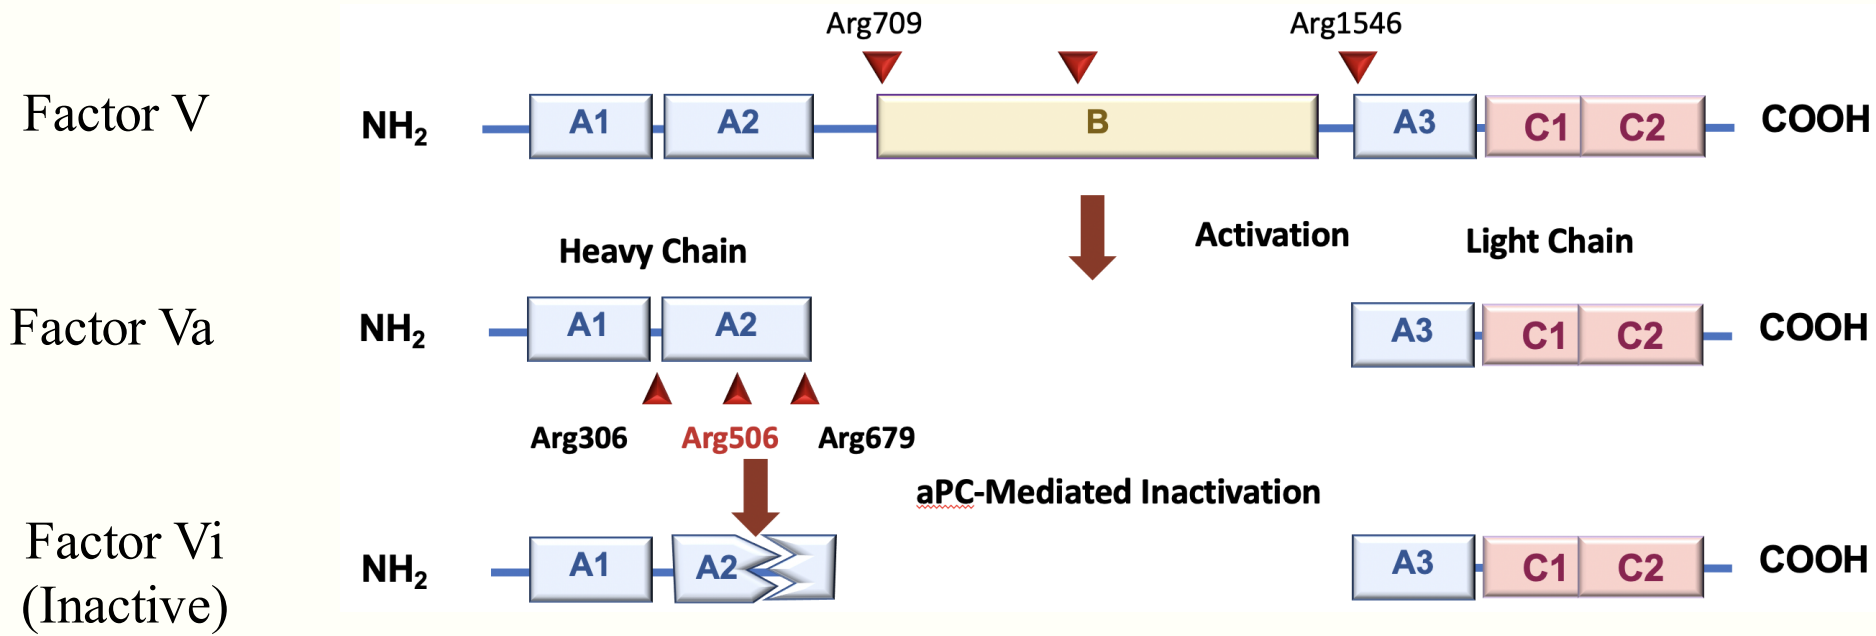 Arg709 Arg1546
Factor V NH₂ A1 A2 B A3 C1 C2 COOH
Activation
Heavy Chain Light Chain
Factor Va NH₂ A1 A2 A3 C1 C2 COOH
Arg306 Arg506 Arg679
aPC-Mediated Inactivation
Factor Vi
(Inactive)
NH₂ A1 A2 A3 C1 C2 COOH